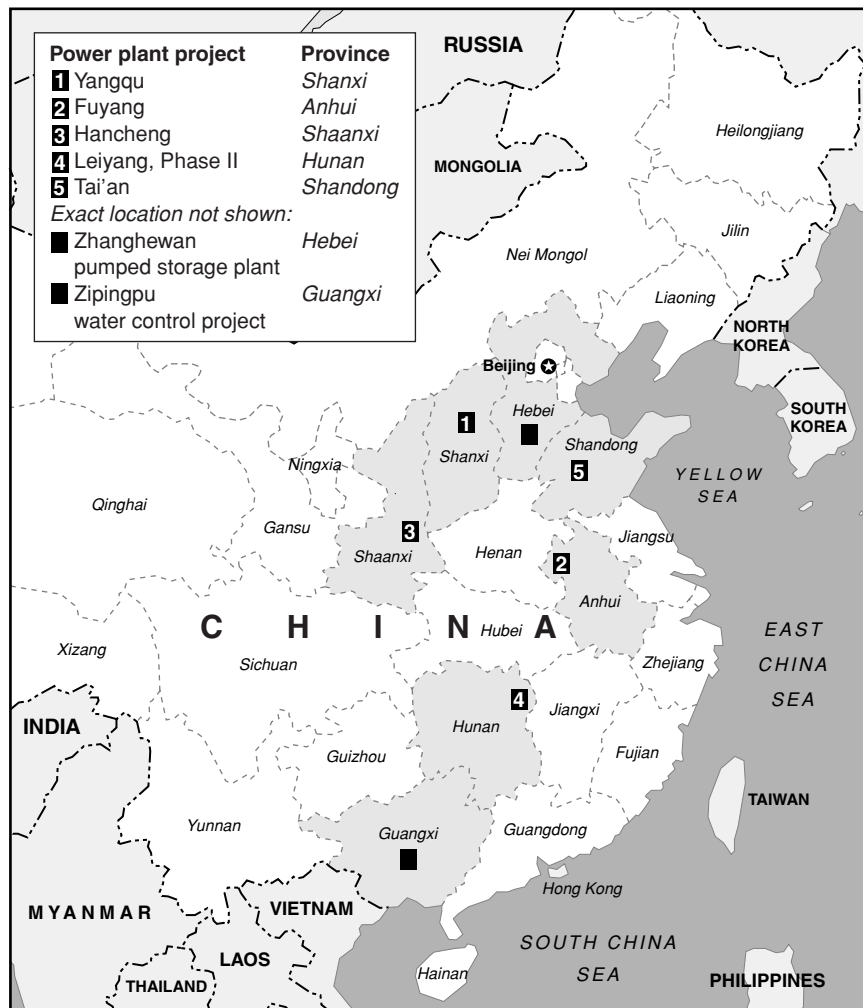 Power plant project Province
1 Yangqu Shanxi
2 Fuyang Anhui
3 Hancheng Shaanxi
4 Leiyang, Phase II Hunan
5 Tai’an Shandong
Exact location not shown:
Zhanghewan Hebei
pumped storage plant
Zipingpu Guangxi
water control project
RUSSIA
Heilongjiang
MONGOLIA
Jilin
Nei Mongol
Liaoning
NORTH
KOREA
Beijing
SOUTH
KOREA
Hebei
1
Shanxi
Shandong
5
Ningxia
YELLOW
SEA
Qinghai
Gansu
3
Shaanxi
Henan
Jiangsu
2
Anhui
CHINA
Hubei
EAST
CHINA
SEA
Xizang
Sichuan
Zhejiang
4
Hunan
Jiangxi
INDIA
Guizhou
Fujian
TAIWAN
Yunnan
Guangxi
Guangdong
Hong Kong
MYANMAR
VIETNAM
LAOS
THAILAND
Hainan
SOUTH CHINA
SEA
PHILIPPINES